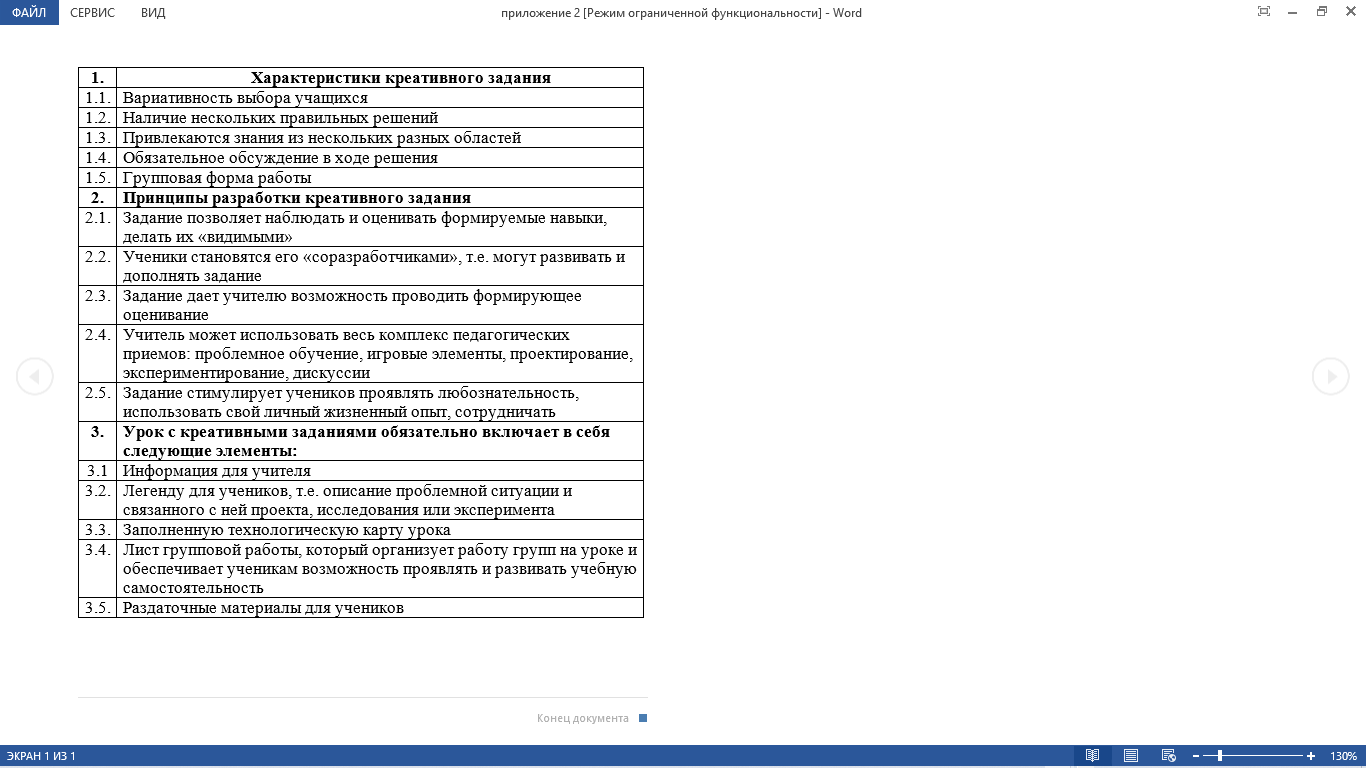 ФАЙЛ СЕРВИС ВИД приложение 2 [Режим ограниченной функциональности] - Word
1. Характеристики креативного задания
1.1. Вариативность выбора учащихся
1.2. Наличие нескольких правильных решений
1.3. Привлекаются знания из нескольких разных областей
1.4. Обязательное обсуждение в ходе решения
1.5. Групповая форма работы
2. Принципы разработки креативного задания
2.1. Задание позволяет наблюдать и оценивать формируемые навыки,
делать их «видимыми»
2.2. Ученики становятся его «соразработчиками», т.е. могут развивать и
дополнять задание
2.3. Задание дает учителю возможность проводить формирующее
оценивание
2.4. Учитель может использовать весь комплекс педагогических
приемов: проблемное обучение, игровые элементы, проектирование,
экспериментирование, дискуссии
2.5. Задание стимулирует учеников проявлять любознательность,
использовать свой личный жизненный опыт, сотрудничать
3. Урок с креативными заданиями обязательно включает в себя
следующие элементы:
3.1 Информация для учителя
3.2. Легенду для учеников, т.е. описание проблемной ситуации и
связанного с ней проекта, исследования или эксперимента
3.3. Заполненную технологическую карту урока
3.4. Лист групповой работы, который организует работу групп на уроке и
обеспечивает ученикам возможность проявлять и развивать учебную
самостоятельность
3.5. Раздаточные материалы для учеников
Конец документа
ЭКРАН 1 ИЗ 1 130%